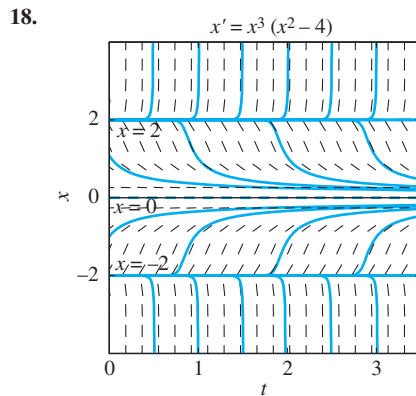 18.
x′ = x³ (x² – 4)
2
x = 2
x
0
x = 0
x = –2
–2
0
1
2
3
t